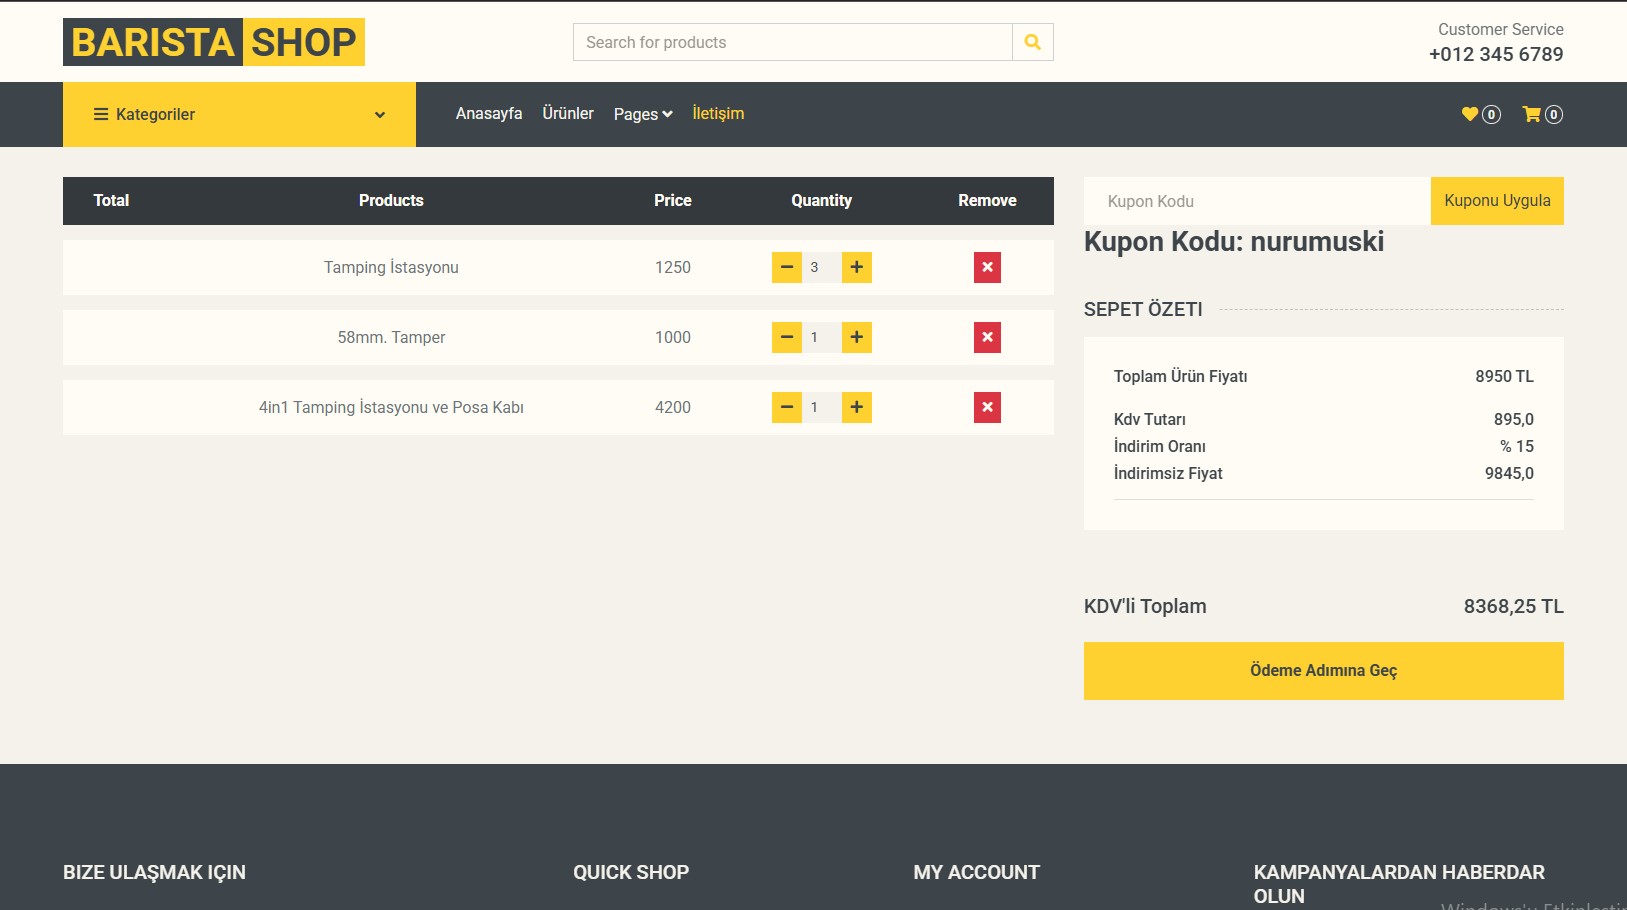 BARISTA SHOP
Search for products
Customer Service
+012 345 6789
Kategoriler
Anasayfa Ürünler Pages İletişim
0 0
Total Products Price Quantity Remove
Tamping İstasyonu 1250 3
58mm. Tamper 1000 1
4in1 Tamping İstasyonu ve Posa Kabı 4200 1
Kupon Kodu Kuponu Uygula
Kupon Kodu: nurumuski
SEPET ÖZETI
Toplam Ürün Fiyatı 8950 TL
Kdv Tutarı 895,0
İndirim Oranı % 15
İndirimsiz Fiyat 9845,0
KDV'li Toplam 8368,25 TL
Ödeme Adımına Geç
BIZE ULAŞMAK IÇIN
QUICK SHOP
MY ACCOUNT
KAMPANYALARDAN HABERDAR
OLUN